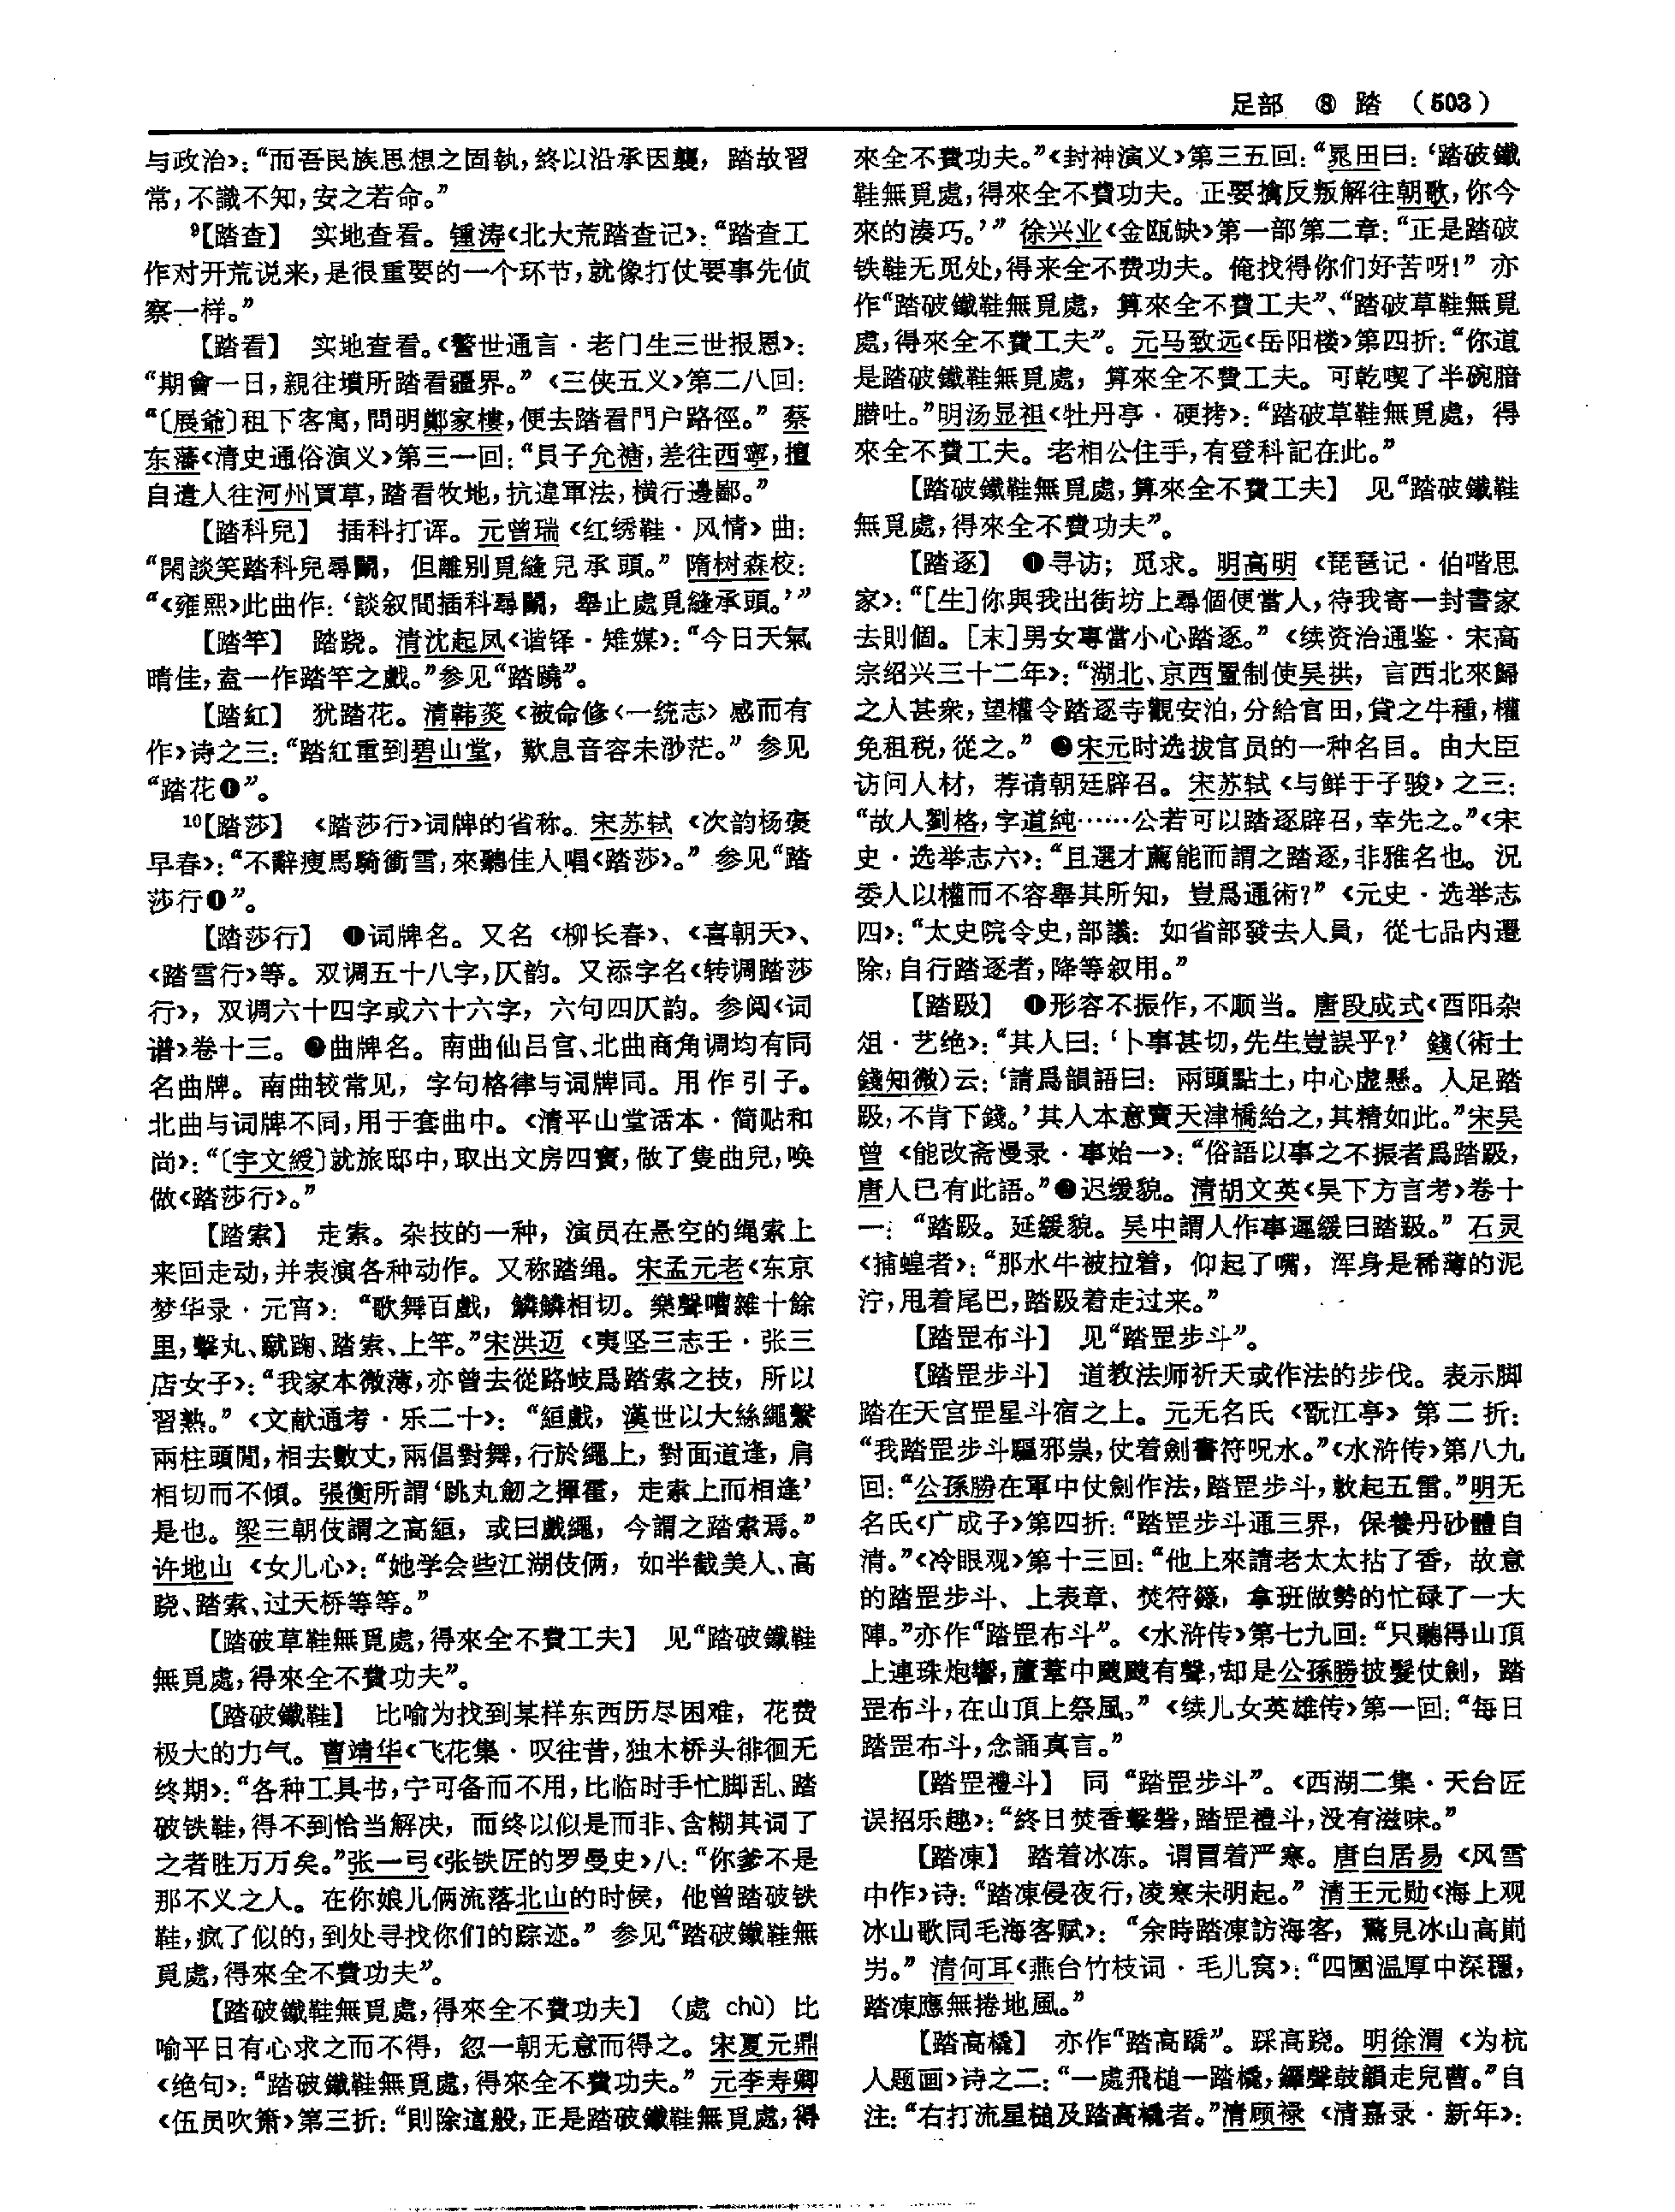 足部 ⑧ 踏 （503）
与政治》：“而吾民族思想之固執，終以沿承因襲，踏故習
常，不識不知，安之若命。”
⁹【踏查】 实地查看。锺涛《北大荒踏查记》：“踏查工
作对开荒说来，是很重要的一个环节，就像打仗要事先侦
察一样。”
【踏看】 实地查看。《警世通言·老门生三世报恩》：
“期會一日，親往墳所踏看疆界。”《三侠五义》第二八回：
“〔展爺〕租下客寓，問明鄭家樓，便去踏看門户路徑。”蔡
东藩《清史通俗演义》第三一回：“貝子允禟，差往西寧，擅
自遣人往河州買草，踏看牧地，抗違軍法，横行邊鄙。”
【踏科兒】 插科打诨。元曾瑞《红绣鞋·风情》曲：
“閑談笑踏科兒尋鬭，但離别覓縫兒承頭。”隋树森校：
“《雍熙》此曲作：‘談叙間插科尋鬭，舉止處覓縫承頭。’”
【踏竿】 踏跷。清沈起凤《谐铎·雉媒》：“今日天氣
晴佳，盍一作踏竿之戲。”参见“踏蹺”。
【踏紅】 犹踏花。清韩菼《被命修〈一统志〉感而有
作》诗之三：“踏紅重到碧山堂，歎息音容未渺茫。”参见
“踏花❶”。
¹⁰【踏莎】 《踏莎行》词牌的省称。宋苏轼《次韵杨褒
早春》：“不辭瘦馬騎衝雪，來聽佳人唱《踏莎》。”参见“踏
莎行❶”。
【踏莎行】 ❶词牌名。又名《柳长春》、《喜朝天》、
《踏雪行》等。双调五十八字，仄韵。又添字名《转调踏莎
行》，双调六十四字或六十六字，六句四仄韵。参阅《词
谱》卷十三。❷曲牌名。南曲仙吕宫、北曲商角调均有同
名曲牌。南曲较常见，字句格律与词牌同。用作引子。
北曲与词牌不同，用于套曲中。《清平山堂话本·简贴和
尚》：“〔宇文綬〕就旅邸中，取出文房四寶，做了隻曲兒，唤
做《踏莎行》。”
【踏索】 走索。杂技的一种，演员在悬空的绳索上
来回走动，并表演各种动作。又称踏绳。宋孟元老《东京
梦华录·元宵》：“歌舞百戲，鱗鱗相切。樂聲嘈雜十餘
里，擊丸、蹴踘、踏索、上竿。”宋洪迈《夷坚三志壬·张三
店女子》：“我家本微薄，亦曾去從路岐爲踏索之技，所以
習熟。”《文献通考·乐二十》：“絙戲，漢世以大絲繩繫
兩柱頭間，相去數丈，兩倡對舞，行於繩上，對面道逢，肩
相切而不傾。張衡所謂‘跳丸劒之揮霍，走索上而相逢’
是也。梁三朝伎謂之高絙，或曰戲繩，今謂之踏索焉。”
许地山《女儿心》：“她学会些江湖伎俩，如半截美人、高
跷、踏索、过天桥等等。”
【踏破草鞋無覓處，得來全不費工夫】 见“踏破鐵鞋
無覓處，得來全不費功夫”。
【踏破鐵鞋】 比喻为找到某样东西历尽困难，花费
极大的力气。曹靖华《飞花集·叹往昔，独木桥头徘徊无
终期》：“各种工具书，宁可备而不用，比临时手忙脚乱、踏
破铁鞋，得不到恰当解决，而终以似是而非、含糊其词了
之者胜万万矣。”张一弓《张铁匠的罗曼史》八：“你爹不是
那不义之人。在你娘儿俩流落北山的时候，他曾踏破铁
鞋，疯了似的，到处寻找你们的踪迹。”参见“踏破鐵鞋無
覓處，得來全不費功夫”。
【踏破鐵鞋無覓處，得來全不費功夫】 （處 chù）比
喻平日有心求之而不得，忽一朝无意而得之。宋夏元鼎
《绝句》：“踏破鐵鞋無覓處，得來全不費功夫。”元李寿卿
《伍员吹箫》第三折：“則除這般，正是踏破鐵鞋無覓處，得
來全不費功夫。”《封神演义》第三五回：“晁田曰：‘踏破鐵
鞋無覓處，得來全不費功夫。正要擒反叛解往朝歌，你今
來的湊巧。’”徐兴业《金瓯缺》第一部第二章：“正是踏破
铁鞋无觅处，得来全不费功夫。俺找得你们好苦呀！”亦
作“踏破鐵鞋無覓處，算來全不費工夫”、“踏破草鞋無覓
處，得來全不費工夫”。元马致远《岳阳楼》第四折：“你道
是踏破鐵鞋無覓處，算來全不費工夫。可乾喫了半碗腤
臢吐。”明汤显祖《牡丹亭·硬拷》：“踏破草鞋無覓處，得
來全不費工夫。老相公住手，有登科記在此。”
【踏破鐵鞋無覓處，算來全不費工夫】 见“踏破鐵鞋
無覓處，得來全不費功夫”。
【踏逐】 ❶寻访；觅求。明高明《琵琶记·伯喈思
家》：“［生］你與我出街坊上尋個便當人，待我寄一封書家
去則個。［末］男女專當小心踏逐。”《续资治通鉴·宋高
宗绍兴三十二年》：“湖北、京西置制使吴拱，言西北來歸
之人甚衆，望權令踏逐寺觀安泊，分給官田，貸之牛種，權
免租税，從之。”❷宋元时选拔官员的一种名目。由大臣
访问人材，荐请朝廷辟召。宋苏轼《与鲜于子骏》之三：
“故人劉格，字道純……公若可以踏逐辟召，幸先之。”《宋
史·选举志六》：“且選才薦能而謂之踏逐，非雅名也。況
委人以權而不容舉其所知，豈爲通術？”《元史·选举志
四》：“太史院令史，部議：如省部發去人員，從七品内遷
除，自行踏逐者，降等叙用。”
【踏趿】 ❶形容不振作，不顺当。唐段成式《酉阳杂
俎·艺绝》：“其人曰：‘卜事甚切，先生豈誤乎？’錢（術士
錢知微）云：‘請爲韻語曰：兩頭點土，中心虚懸。人足踏
趿，不肯下錢。’其人本意賣天津橋紿之，其精如此。”宋吴
曾《能改斋漫录·事始一》：“俗語以事之不振者爲踏趿，
唐人已有此語。”❷迟缓貌。清胡文英《吴下方言考》卷十
一：“踏趿。延緩貌。吴中謂人作事遲緩曰踏趿。”石灵
《捕蝗者》：“那水牛被拉着，仰起了嘴，浑身是稀薄的泥
泞，甩着尾巴，踏趿着走过来。”
【踏罡布斗】 见“踏罡步斗”。
【踏罡步斗】 道教法师祈天或作法的步伐。表示脚
踏在天宫罡星斗宿之上。元无名氏《翫江亭》第二折：
“我踏罡步斗驅邪祟，仗着劍書符呪水。”《水浒传》第八九
回：“公孫勝在軍中仗劍作法，踏罡步斗，敕起五雷。”明无
名氏《广成子》第四折：“踏罡步斗通三界，保養丹砂體自
清。”《冷眼观》第十三回：“他上來請老太太拈了香，故意
的踏罡步斗、上表章、焚符籙，拿班做勢的忙碌了一大
陣。”亦作“踏罡布斗”。《水浒传》第七九回：“只聽得山頂
上連珠炮響，蘆葦中颼颼有聲，却是公孫勝披髮仗劍，踏
罡布斗，在山頂上祭風。”《续儿女英雄传》第一回：“每日
踏罡布斗，念誦真言。”
【踏罡禮斗】 同“踏罡步斗”。《西湖二集·天台匠
误招乐趣》：“終日焚香擊磬，踏罡禮斗，没有滋味。”
【踏凍】 踏着冰冻。谓冒着严寒。唐白居易《风雪
中作》诗：“踏凍侵夜行，凌寒未明起。”清王元勋《海上观
冰山歌同毛海客赋》：“余時踏凍訪海客，驚見冰山高崱
屴。”清何耳《燕台竹枝词·毛儿窝》：“四圍温厚中深穩，
踏凍應無捲地風。”
【踏高橇】 亦作“踏高蹻”。踩高跷。明徐渭《为杭
人题画》诗之二：“一處飛槌一踏橇，鑼聲鼓韻走兒曹。”自
注：“右打流星槌及踏高橇者。”清顾禄《清嘉录·新年》：